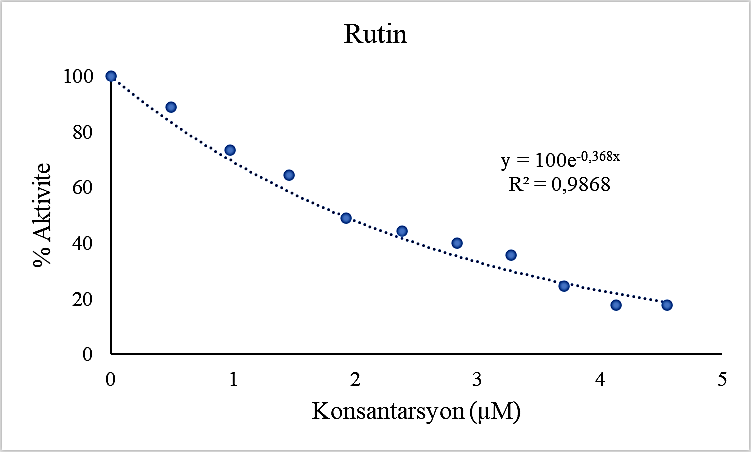 Rutin
100
80
60
40
20
0
% Aktivite
y = 100e^-0,368x
R² = 0,9868
0 1 2 3 4 5
Konsantarsyon (µM)